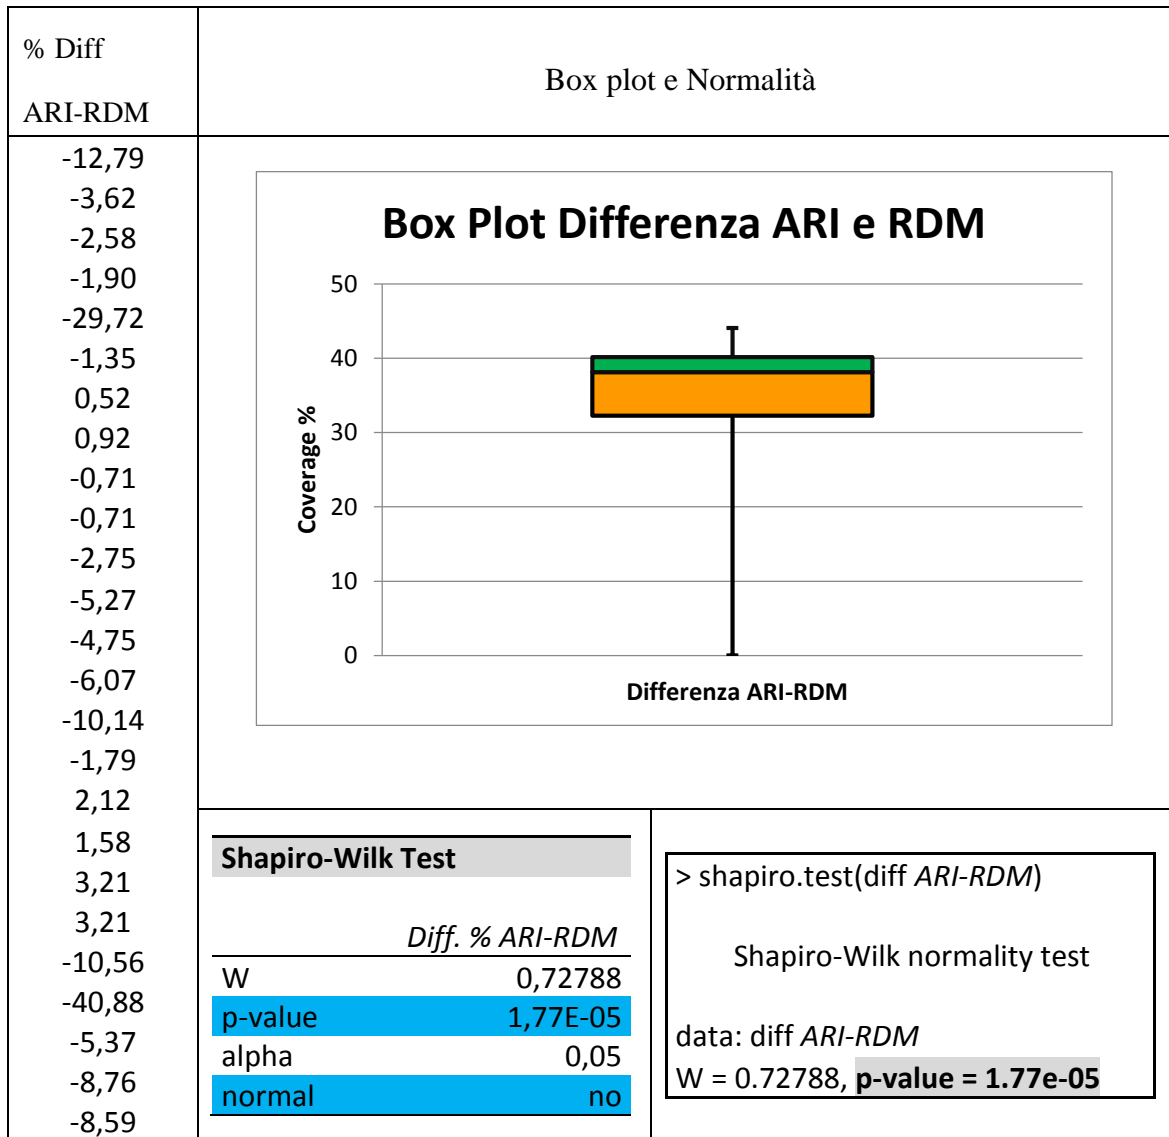 % Diff
ARI-RDM
Box plot e Normalità
-12,79
-3,62
-2,58
-1,90
-29,72
-1,35
0,52
0,92
-0,71
-0,71
-2,75
-5,27
-4,75
-6,07
-10,14
-1,79
2,12
1,58
3,21
3,21
-10,56
-40,88
-5,37
-8,76
-8,59
Box Plot Differenza ARI e RDM
50
40
30
20
10
0
Coverage %
Differenza ARI-RDM
Shapiro-Wilk Test
Diff. % ARI-RDM
W 0,72788
p-value 1,77E-05
alpha 0,05
normal no
> shapiro.test(diff ARI-RDM)
Shapiro-Wilk normality test
data: diff ARI-RDM
W = 0.72788, p-value = 1.77e-05